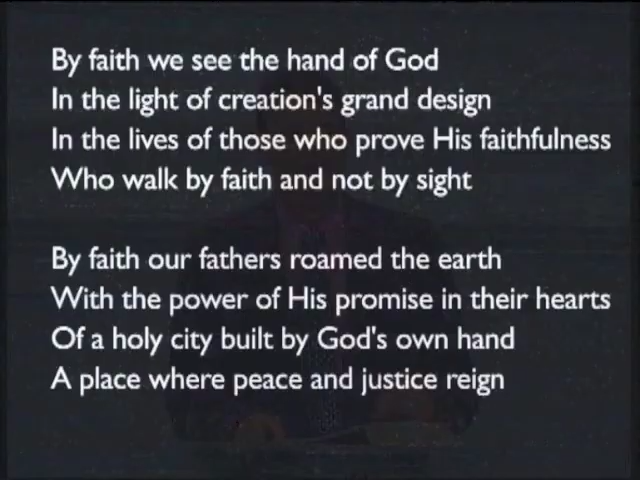 By faith we see the hand of God
In the light of creation's grand design
In the lives of those who prove His faithfulness
Who walk by faith and not by sight
By faith our fathers roamed the earth
With the power of His promise in their hearts
Of a holy city built by God's own hand
A place where peace and justice reign